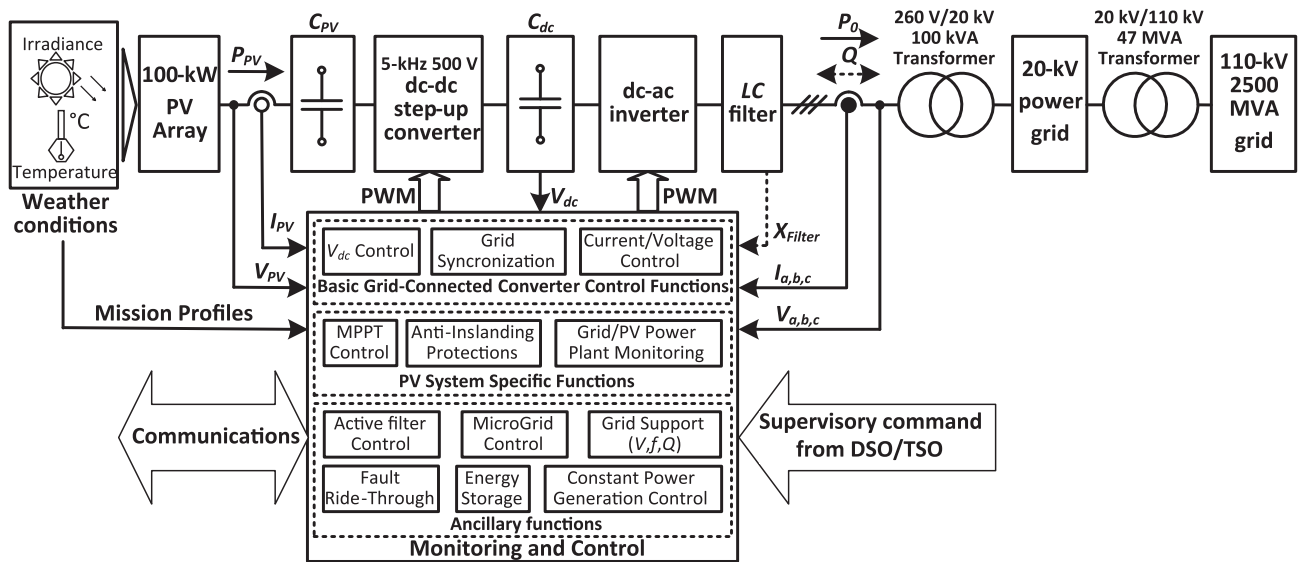 Irradiance
°C
Temperature
Weather
conditions
100-kW
PV
Array
P_PV
C_PV
5-kHz 500 V
dc-dc
step-up
converter
C_dc
dc-ac
inverter
LC
filter
P_0
Q
260 V/20 kV
100 kVA
Transformer
20-kV
power
grid
20 kV/110 kV
47 MVA
Transformer
110-kV
2500
MVA
grid
PWM
V_dc
PWM
I_PV
V_PV
Mission Profiles
X_Filter
I_a,b,c
V_a,b,c
V_dc Control
Grid
Syncronization
Current/Voltage
Control
Basic Grid-Connected Converter Control Functions
MPPT
Control
Anti-Inslanding
Protections
Grid/PV Power
Plant Monitoring
PV System Specific Functions
Communications
Active filter
Control
MicroGrid
Control
Grid Support
(V,f,Q)
Fault
Ride-Through
Energy
Storage
Constant Power
Generation Control
Ancillary functions
Monitoring and Control
Supervisory command
from DSO/TSO